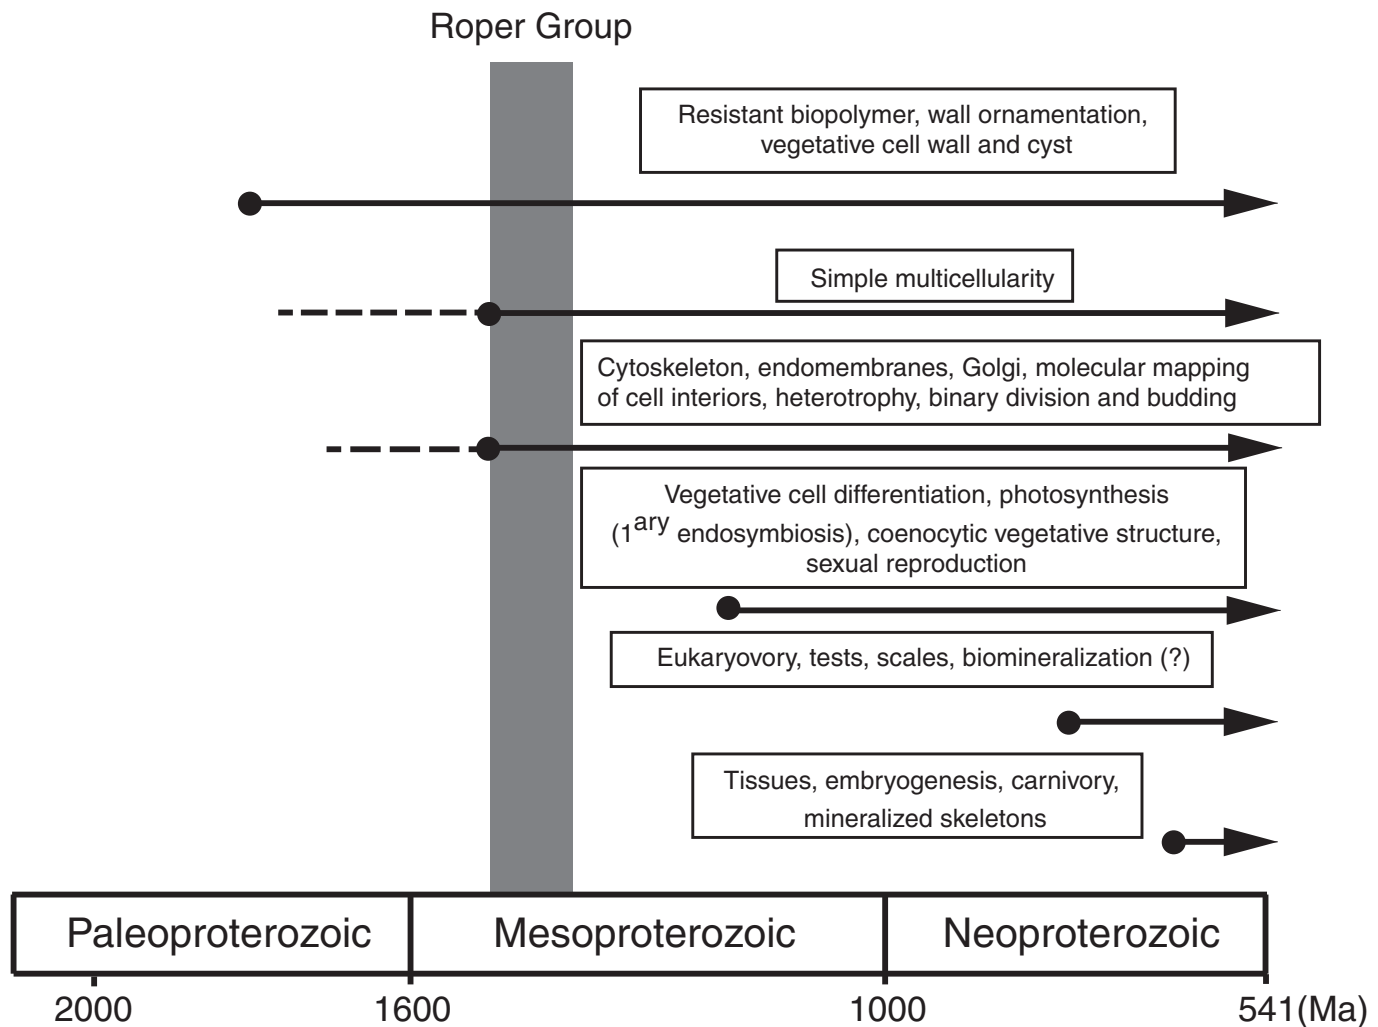 Roper Group
Resistant biopolymer, wall ornamentation,
vegetative cell wall and cyst
Simple multicellularity
Cytoskeleton, endomembranes, Golgi, molecular mapping
of cell interiors, heterotrophy, binary division and budding
Vegetative cell differentiation, photosynthesis
(1ary endosymbiosis), coenocytic vegetative structure,
sexual reproduction
Eukaryovory, tests, scales, biomineralization (?)
Tissues, embryogenesis, carnivory,
mineralized skeletons
Paleoproterozoic Mesoproterozoic Neoproterozoic
2000 1600 1000 541(Ma)